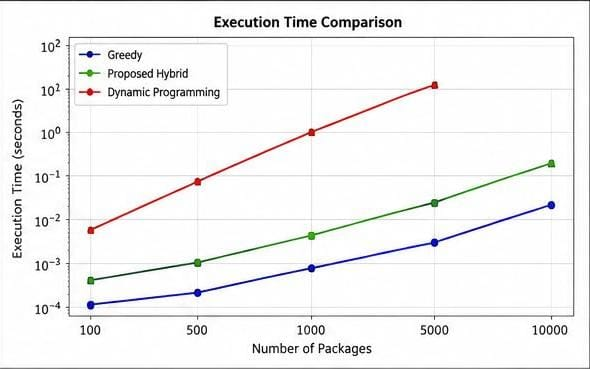 Execution Time Comparison
Greedy
Proposed Hybrid
Dynamic Programming
Execution Time (seconds)
10²
10¹
10⁰
10⁻¹
10⁻²
10⁻³
10⁻⁴
100 500 1000 5000 10000
Number of Packages